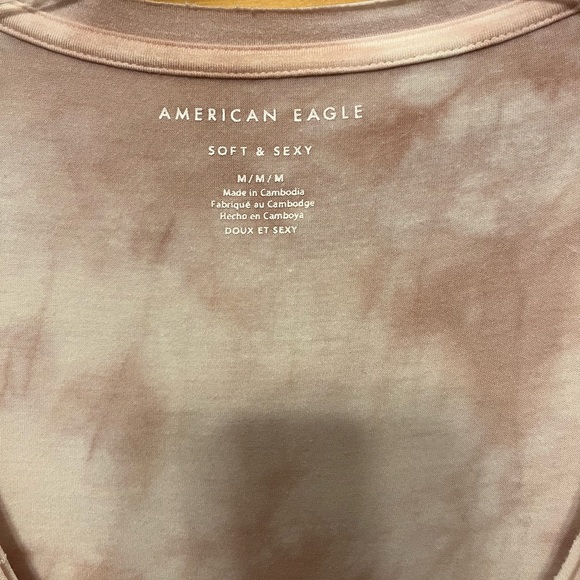 AMERICAN EAGLE
SOFT & SEXY
M/M/M
Made in Cambodia
Fabriqué au Cambodge
Hecho en Camboya
DOUX ET SEXY